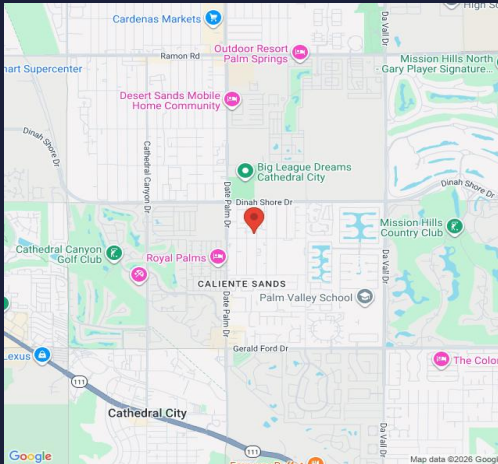 High S
Cardenas Markets
Da Vall Dr
Outdoor Resort
Palm Springs
Ramon Rd
Mission Hills North -
Gary Player Signature...
mart Supercenter
Desert Sands Mobile
Home Community
Dinah Shore Dr
Cathedral Canyon Dr
Date Palm Dr
Big League Dreams
Cathedral City
Dinah Shore Dr
Dinah Shore Dr
Mission Hills
Country Club
Cathedral Canyon
Golf Club
Royal Palms
Da Vall Dr
CALIENTE SANDS
Palm Valley School
Date Palm Dr
Gerald Ford Dr
Lexus
The Color
111
Cathedral City
Da Vall Dr
111
Google
Map data ©2026 Google